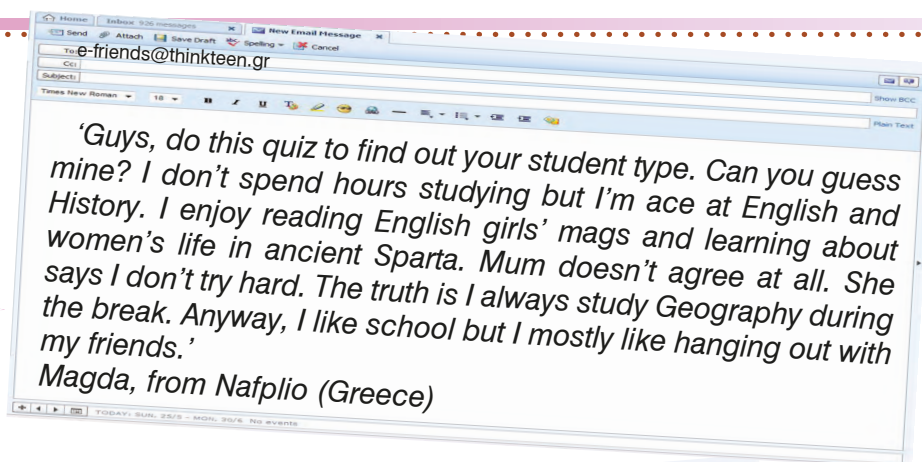 Home Inbox 926 messages New Email Message
Send Attach Save Draft Spelling Cancel
To: e-friends@thinkteen.gr
Cc:
Show BCC
Subject:
Plain Text
Times New Roman 18 B I U T
'Guys, do this quiz to find out your student type. Can you guess
mine? I don't spend hours studying but I'm ace at English and
History. I enjoy reading English girls' mags and learning about
women's life in ancient Sparta. Mum doesn't agree at all. She
says I don't try hard. The truth is I always study Geography during
the break. Anyway, I like school but I mostly like hanging out with
my friends.'
Magda, from Nafplio (Greece)
TODAY: SUN. 25/5 - MON. 30/6 No events